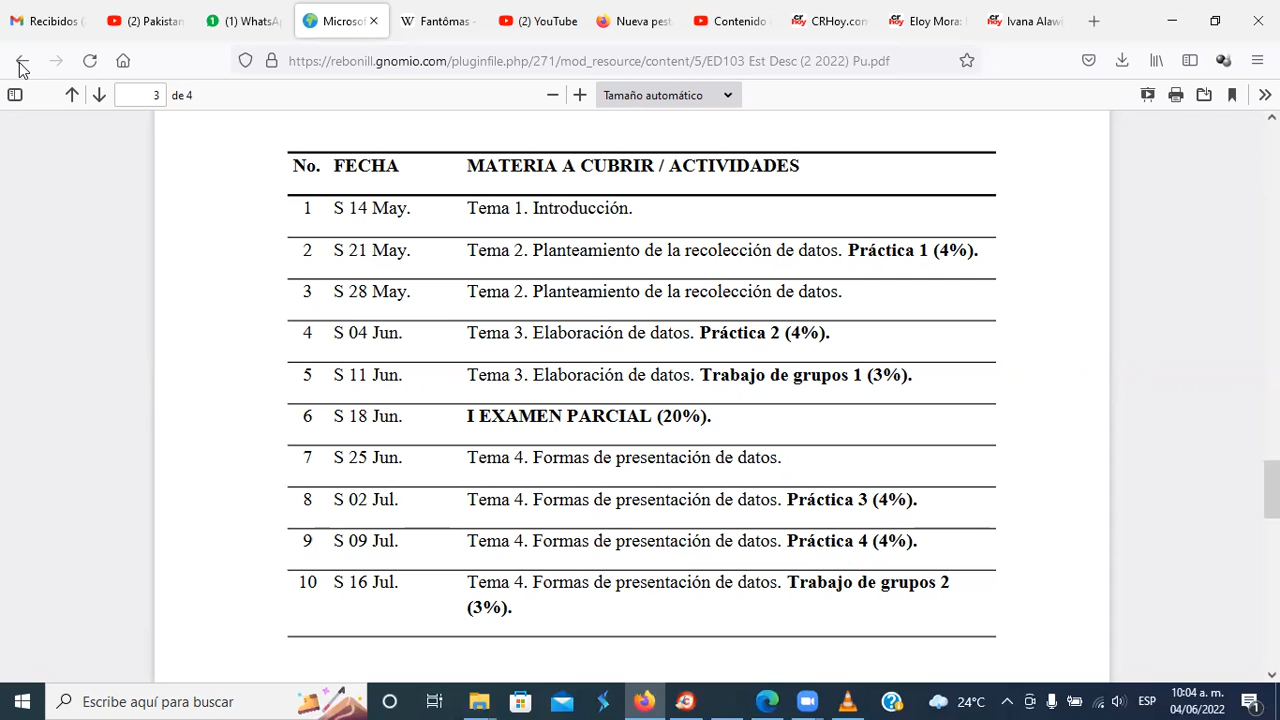 Recibidos (
(2) Pakistan
(1) WhatsA
Microsof
Fantômas -
(2) YouTube
Nueva pest
Contenido
CRHoy.con
Eloy Mora:
Ivana Alawi
https://rebonill.gnomio.com/pluginfile.php/271/mod_resource/content/5/ED103 Est Desc (2 2022) Pu.pdf
3 de 4
Tamaño automático
No. FECHA MATERIA A CUBRIR / ACTIVIDADES
1 S 14 May. Tema 1. Introducción.
2 S 21 May. Tema 2. Planteamiento de la recolección de datos. Práctica 1 (4%).
3 S 28 May. Tema 2. Planteamiento de la recolección de datos.
4 S 04 Jun. Tema 3. Elaboración de datos. Práctica 2 (4%).
5 S 11 Jun. Tema 3. Elaboración de datos. Trabajo de grupos 1 (3%).
6 S 18 Jun. I EXAMEN PARCIAL (20%).
7 S 25 Jun. Tema 4. Formas de presentación de datos.
8 S 02 Jul. Tema 4. Formas de presentación de datos. Práctica 3 (4%).
9 S 09 Jul. Tema 4. Formas de presentación de datos. Práctica 4 (4%).
10 S 16 Jul. Tema 4. Formas de presentación de datos. Trabajo de grupos 2
(3%).
Escribe aquí para buscar
24°C
ESP
10:04 a. m.
04/06/2022